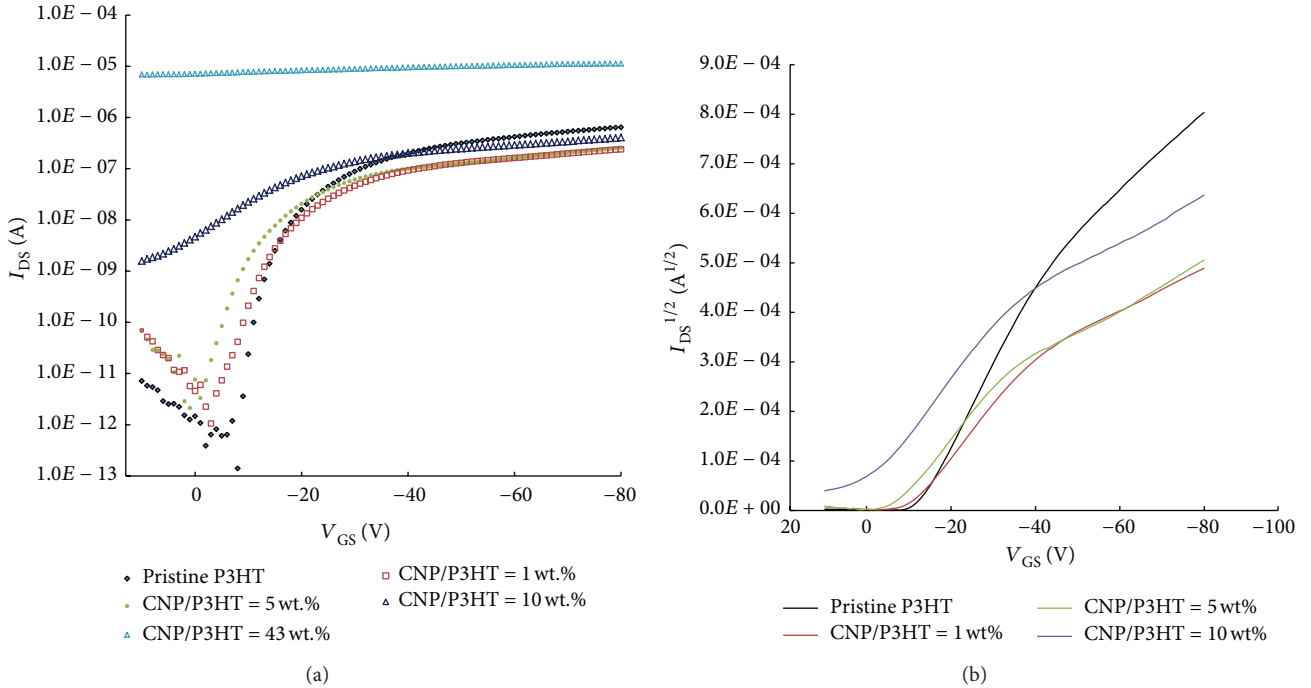 1.0E − 04
1.0E − 05
1.0E − 06
1.0E − 07
1.0E − 08
1.0E − 09
1.0E − 10
1.0E − 11
1.0E − 12
1.0E − 13
I_DS (A)
0 −20 −40 −60 −80
V_GS (V)
Pristine P3HT
CNP/P3HT = 1 wt.%
CNP/P3HT = 5 wt.%
CNP/P3HT = 10 wt.%
CNP/P3HT = 43 wt.%
(a)
9.0E − 04
8.0E − 04
7.0E − 04
6.0E − 04
5.0E − 04
4.0E − 04
3.0E − 04
2.0E − 04
1.0E − 04
0.0E + 00
I_DS^1/2 (A^1/2)
20 0 −20 −40 −60 −80 −100
V_GS (V)
Pristine P3HT
CNP/P3HT = 5 wt%
CNP/P3HT = 1 wt%
CNP/P3HT = 10 wt%
(b)